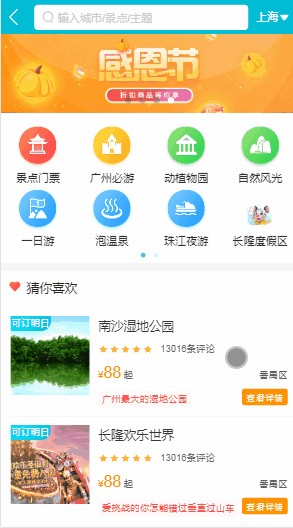 输入城市/景点/主题
上海
感恩节
折扣商品等你享
景点门票
广州必游
动植物园
自然风光
一日游
泡温泉
珠江夜游
长隆度假区
猜你喜欢
可订明日
南沙湿地公园
13016条评论
¥88起
番禺区
广州最大的湿地公园
查看详情
可订明日
长隆欢乐世界
13016条评论
¥88起
番禺区
爱挑战的你怎能错过垂直过山车
查看详情